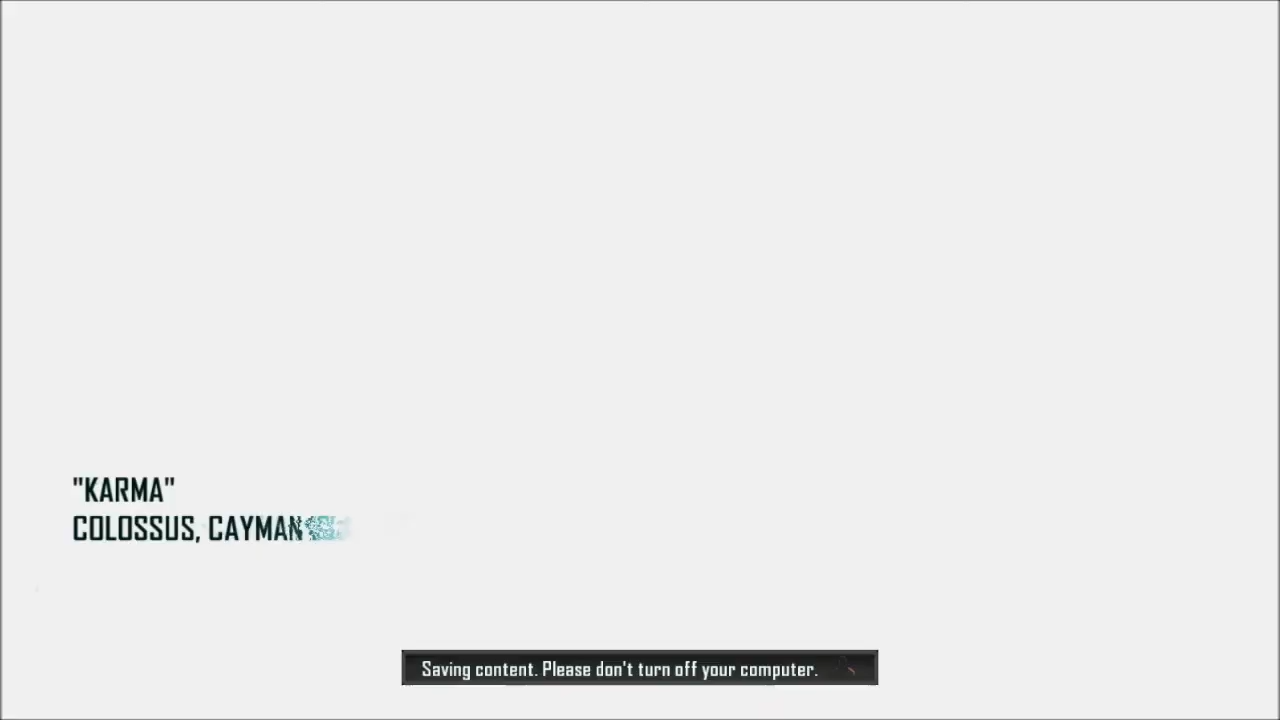 "KARMA"
COLOSSUS, CAYMAN
Saving content. Please don't turn off your computer.